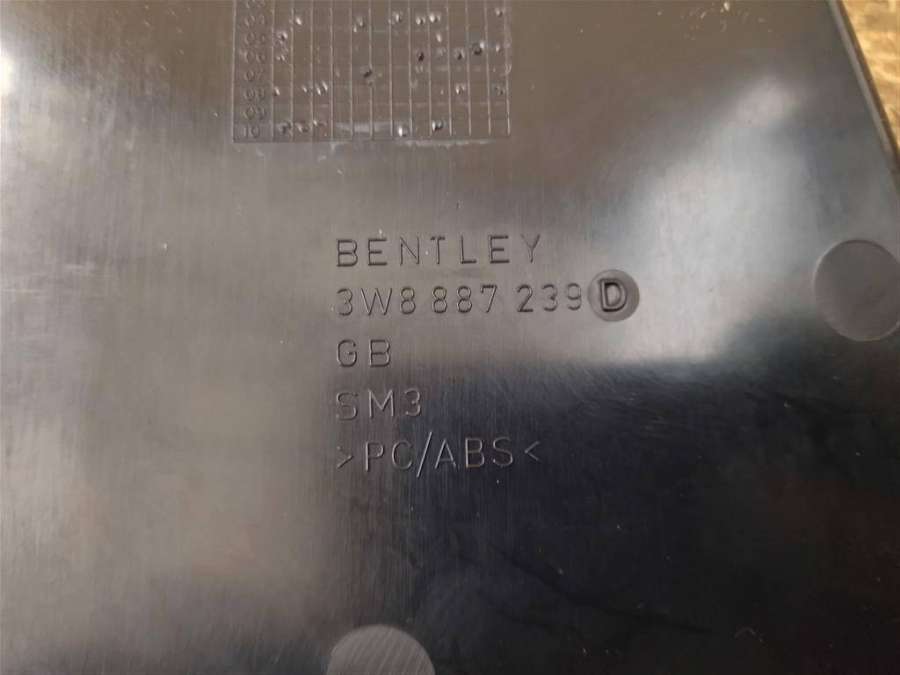 BENTLEY
3W8 887 239 D
GB
SM3
>PC/ABS<